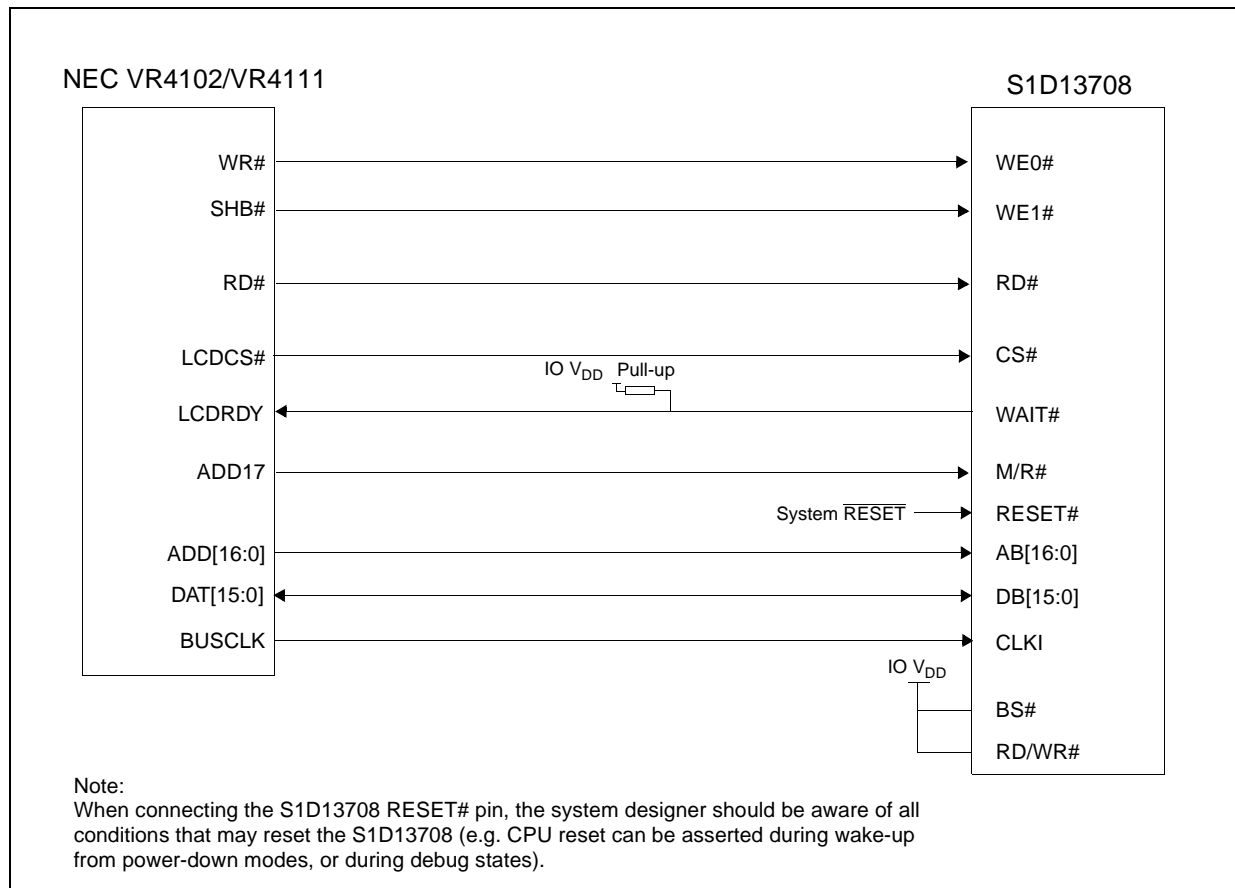 NEC VR4102/VR4111
S1D13708
WR#
WE0#
SHB#
WE1#
RD#
RD#
LCDCS#
CS#
IO VDD Pull-up
LCDRDY
WAIT#
ADD17
M/R#
System RESET
RESET#
ADD[16:0]
AB[16:0]
DAT[15:0]
DB[15:0]
BUSCLK
CLKI
IO VDD
BS#
RD/WR#
Note:
When connecting the S1D13708 RESET# pin, the system designer should be aware of all
conditions that may reset the S1D13708 (e.g. CPU reset can be asserted during wake-up
from power-down modes, or during debug states).